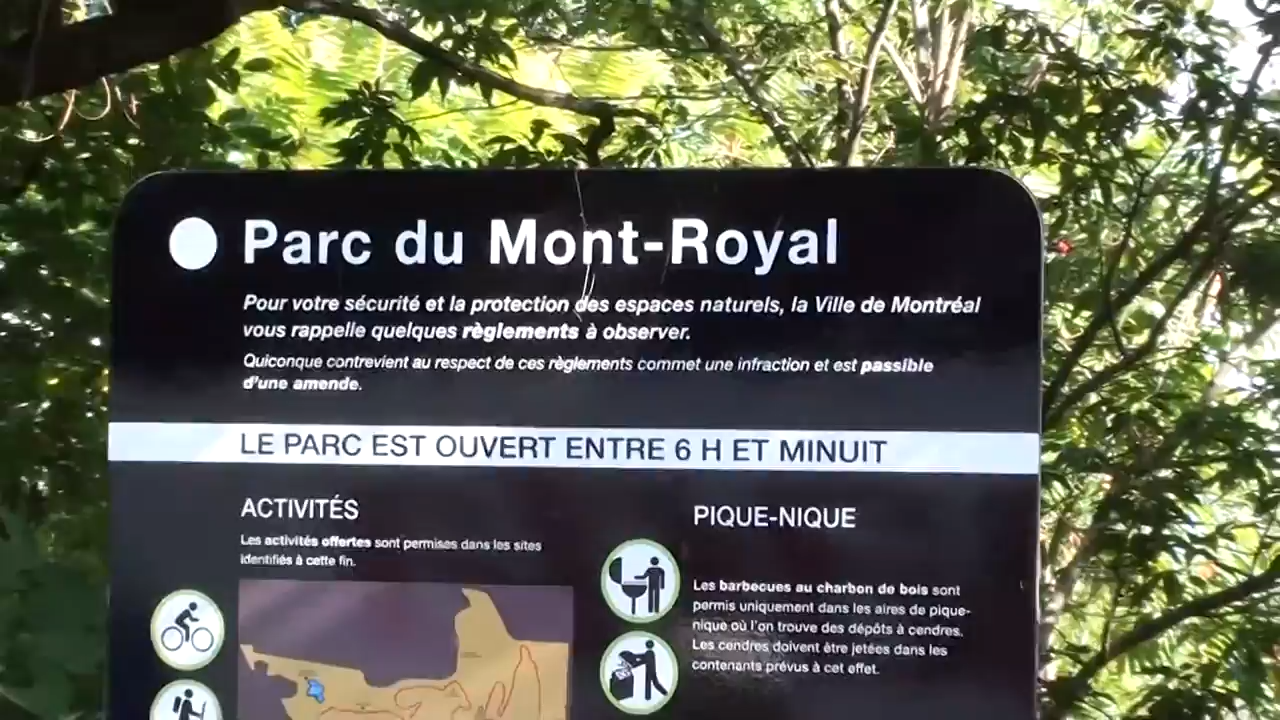 Parc du Mont-Royal
Pour votre sécurité et la protection des espaces naturels, la Ville de Montréal
vous rappelle quelques règlements à observer.
Quiconque contrevient au respect de ces règlements commet une infraction et est passible
d'une amende.
LE PARC EST OUVERT ENTRE 6 H ET MINUIT
ACTIVITÉS
Les activités offertes sont permises dans les sites
identifiés à cette fin.
PIQUE-NIQUE
Les barbecues au charbon de bois sont
permis uniquement dans les aires de pique-
nique où l'on trouve des dépôts à cendres.
Les cendres doivent être jetées dans les
contenants prévus à cet effet.